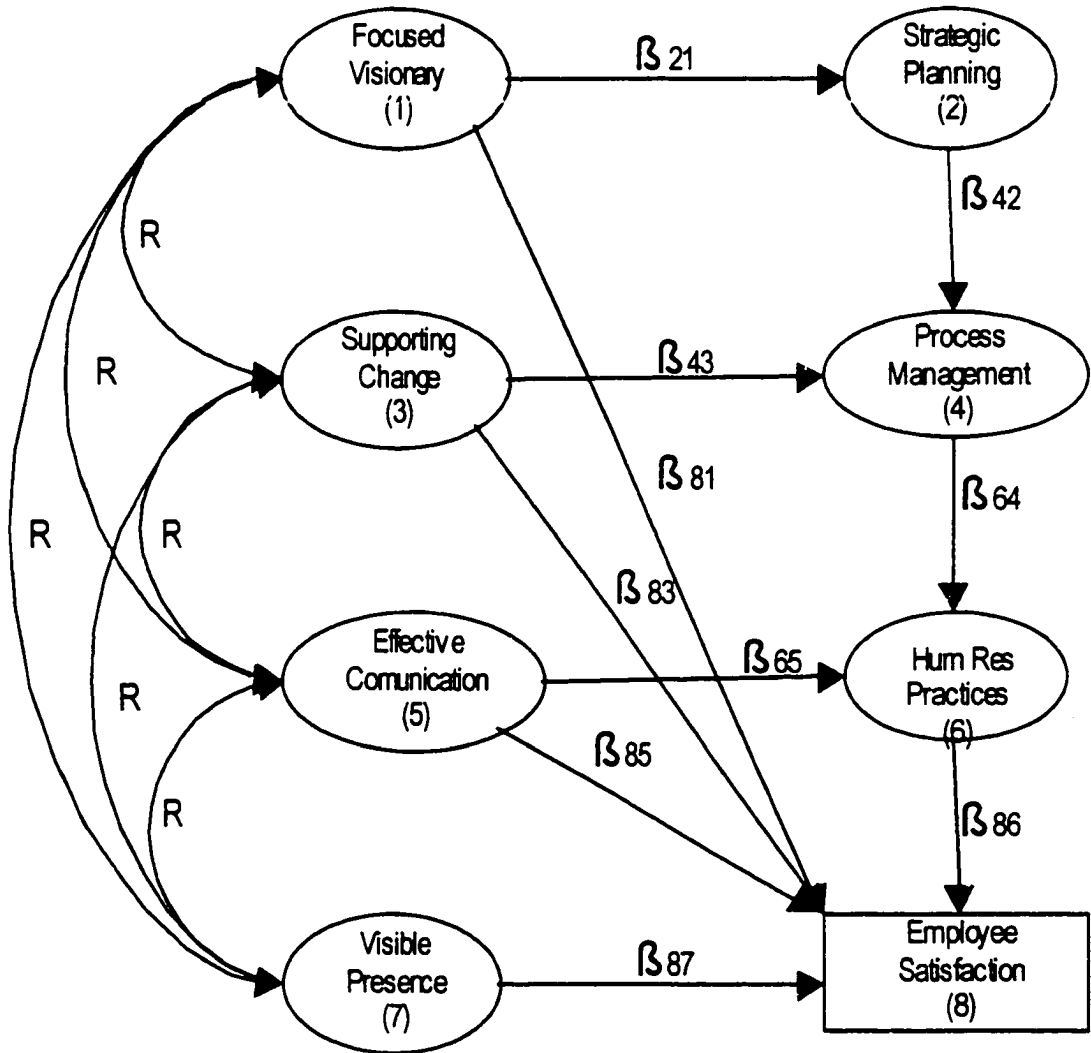 Focused
Visionary
(1)
ß 21
Strategic
Planning
(2)
ß 42
R
Supporting
Change
(3)
ß 43
Process
Management
(4)
R
ß 81
ß 64
R
R
ß 83
Effective
Comunication
(5)
ß 65
Hum Res
Practices
(6)
R
ß 85
R
ß 86
Visible
Presence
(7)
ß 87
Employee
Satisfaction
(8)